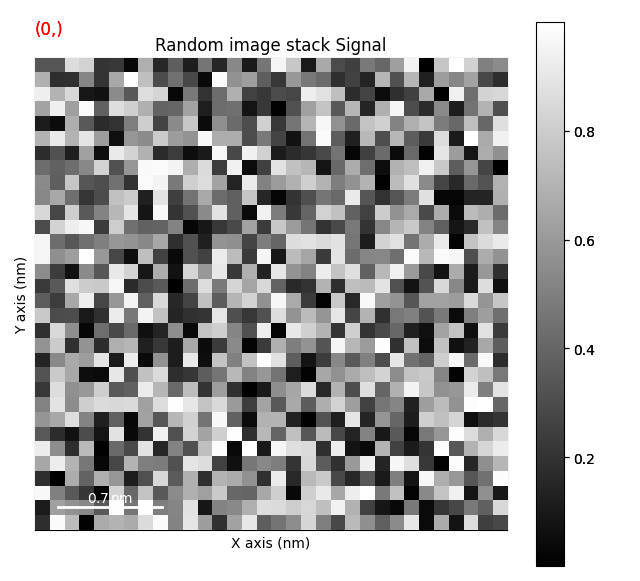 (0,)
Random image stack Signal
0.8
0.6
0.4
0.2
Y axis (nm)
0.7 nm
X axis (nm)